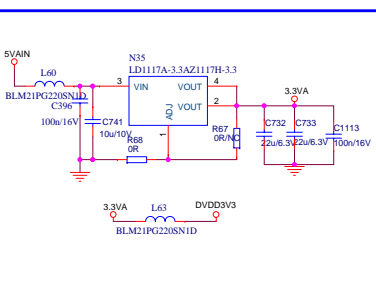 5VAIN
N35
LD1117A-3.3AZ1117H-3.3
L60
BLM21PG220SN1D
C396
100n/16V
C741
10u/10V
3
VIN
VOUT
4
VOUT
2
ADJ
1
R68
0R
R67
0R/NC
3.3VA
C732
22u/6.3V
C733
22u/6.3V
C1113
100n/16V
3.3VA
L63
DVDD3V3
BLM21PG220SN1D